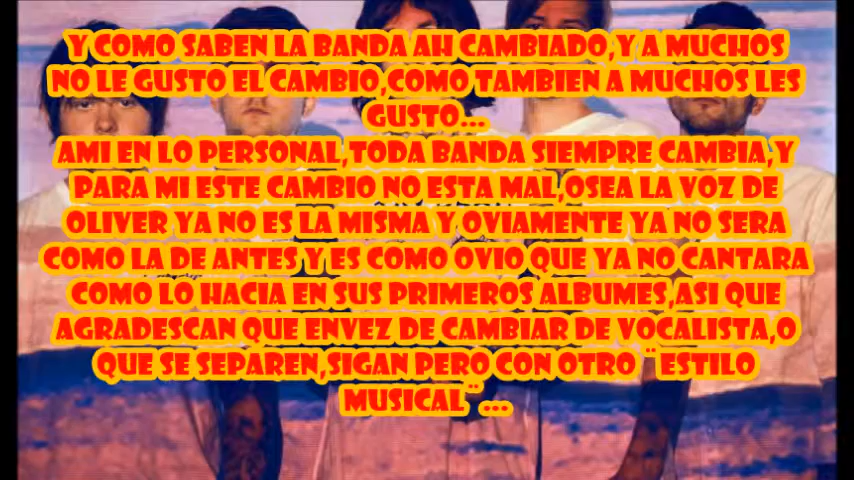 Y COMO SABEN LA BANDA AH CAMBIADO,Y A MUCHOS
NO LE GUSTO EL CAMBIO,COMO TAMBIEN A MUCHOS LES
GUSTO...
AMI EN LO PERSONAL,TODA BANDA SIEMPRE CAMBIA,Y
PARA MI ESTE CAMBIO NO ESTA MAL,OSEA LA VOZ DE
OLIVER YA NO ES LA MISMA Y OVIAMENTE YA NO SERA
COMO LA DE ANTES Y ES COMO OVIO QUE YA NO CANTARA
COMO LO HACIA EN SUS PRIMEROS ALBUMES,ASI QUE
AGRADESCAN QUE ENVEZ DE CAMBIAR DE VOCALISTA,O
QUE SE SEPAREN,SIGAN PERO CON OTRO ¨ESTILO
MUSICAL¨...